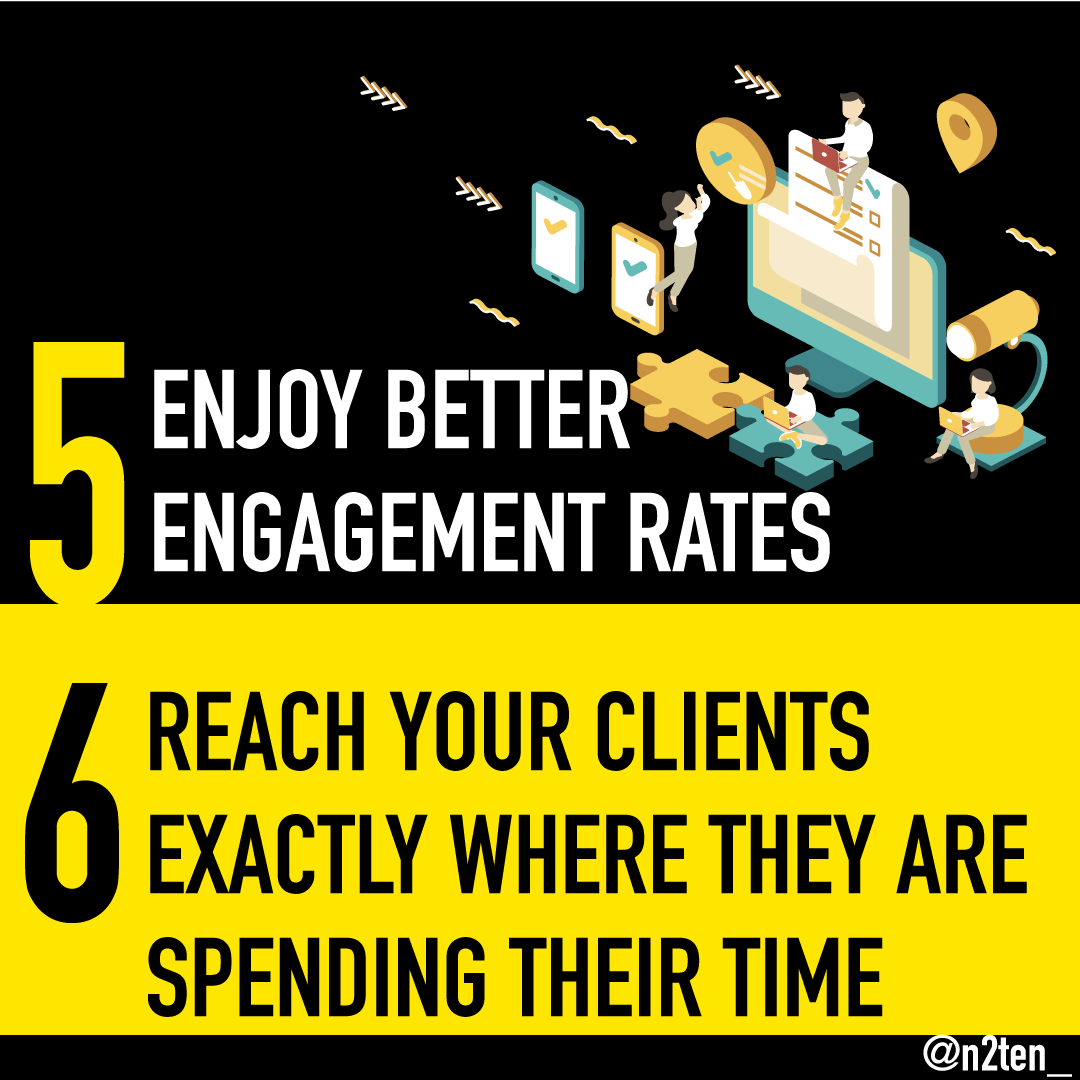 5
ENJOY BETTER
ENGAGEMENT RATES
6
REACH YOUR CLIENTS
EXACTLY WHERE THEY ARE
SPENDING THEIR TIME
@n2ten_